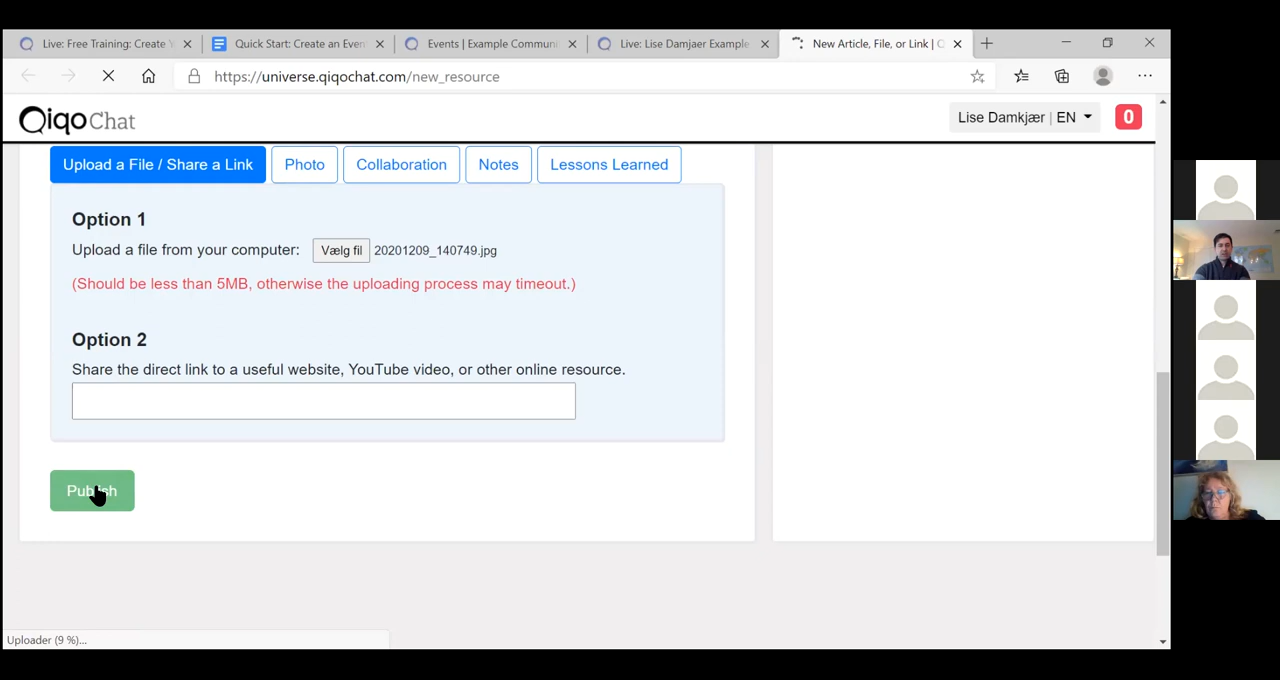 Live: Free Training: Create Y
Quick Start: Create an Even
Events | Example Communi
Live: Lise Damjaer Example
New Article, File, or Link | Q
https://universe.qiqochat.com/new_resource
QiqoChat
Lise Damkjær | EN
0
Upload a File / Share a Link
Photo
Collaboration
Notes
Lessons Learned
Option 1
Upload a file from your computer: Vælg fil 20201209_140749.jpg
(Should be less than 5MB, otherwise the uploading process may timeout.)
Option 2
Share the direct link to a useful website, YouTube video, or other online resource.
Publish
Uploader (9 %)...